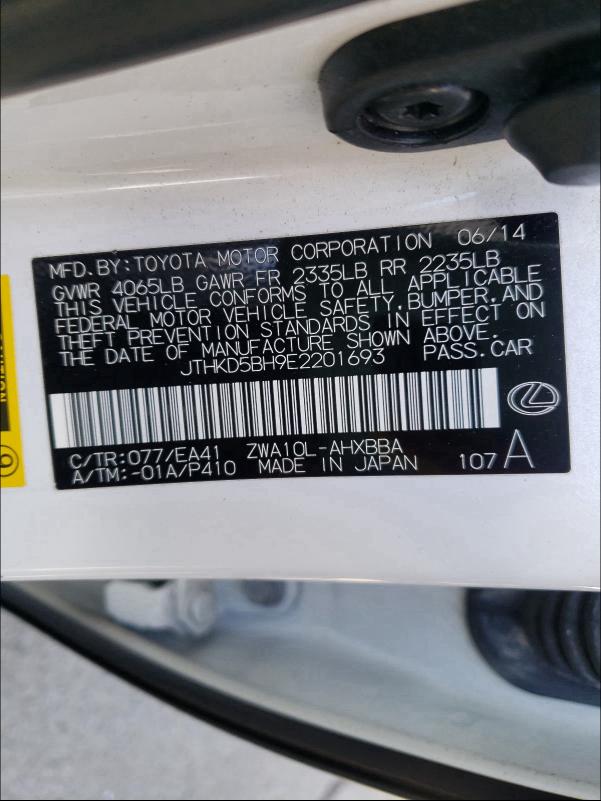 MFD.BY:TOYOTA MOTOR CORPORATION 06/14
GVWR 4065LB GAWR FR 2335LB RR 2235LB
THIS VEHICLE CONFORMS TO ALL APPLICABLE
FEDERAL MOTOR VEHICLE SAFETY,BUMPER,AND
THEFT PREVENTION STANDARDS IN EFFECT ON
THE DATE OF MANUFACTURE SHOWN ABOVE.
JTHKD5BH9E2201693 PASS.CAR
C/TR:077/EA41 ZWA10L-AHXBBA
A/TM:-01A/P410 MADE IN JAPAN 107 A